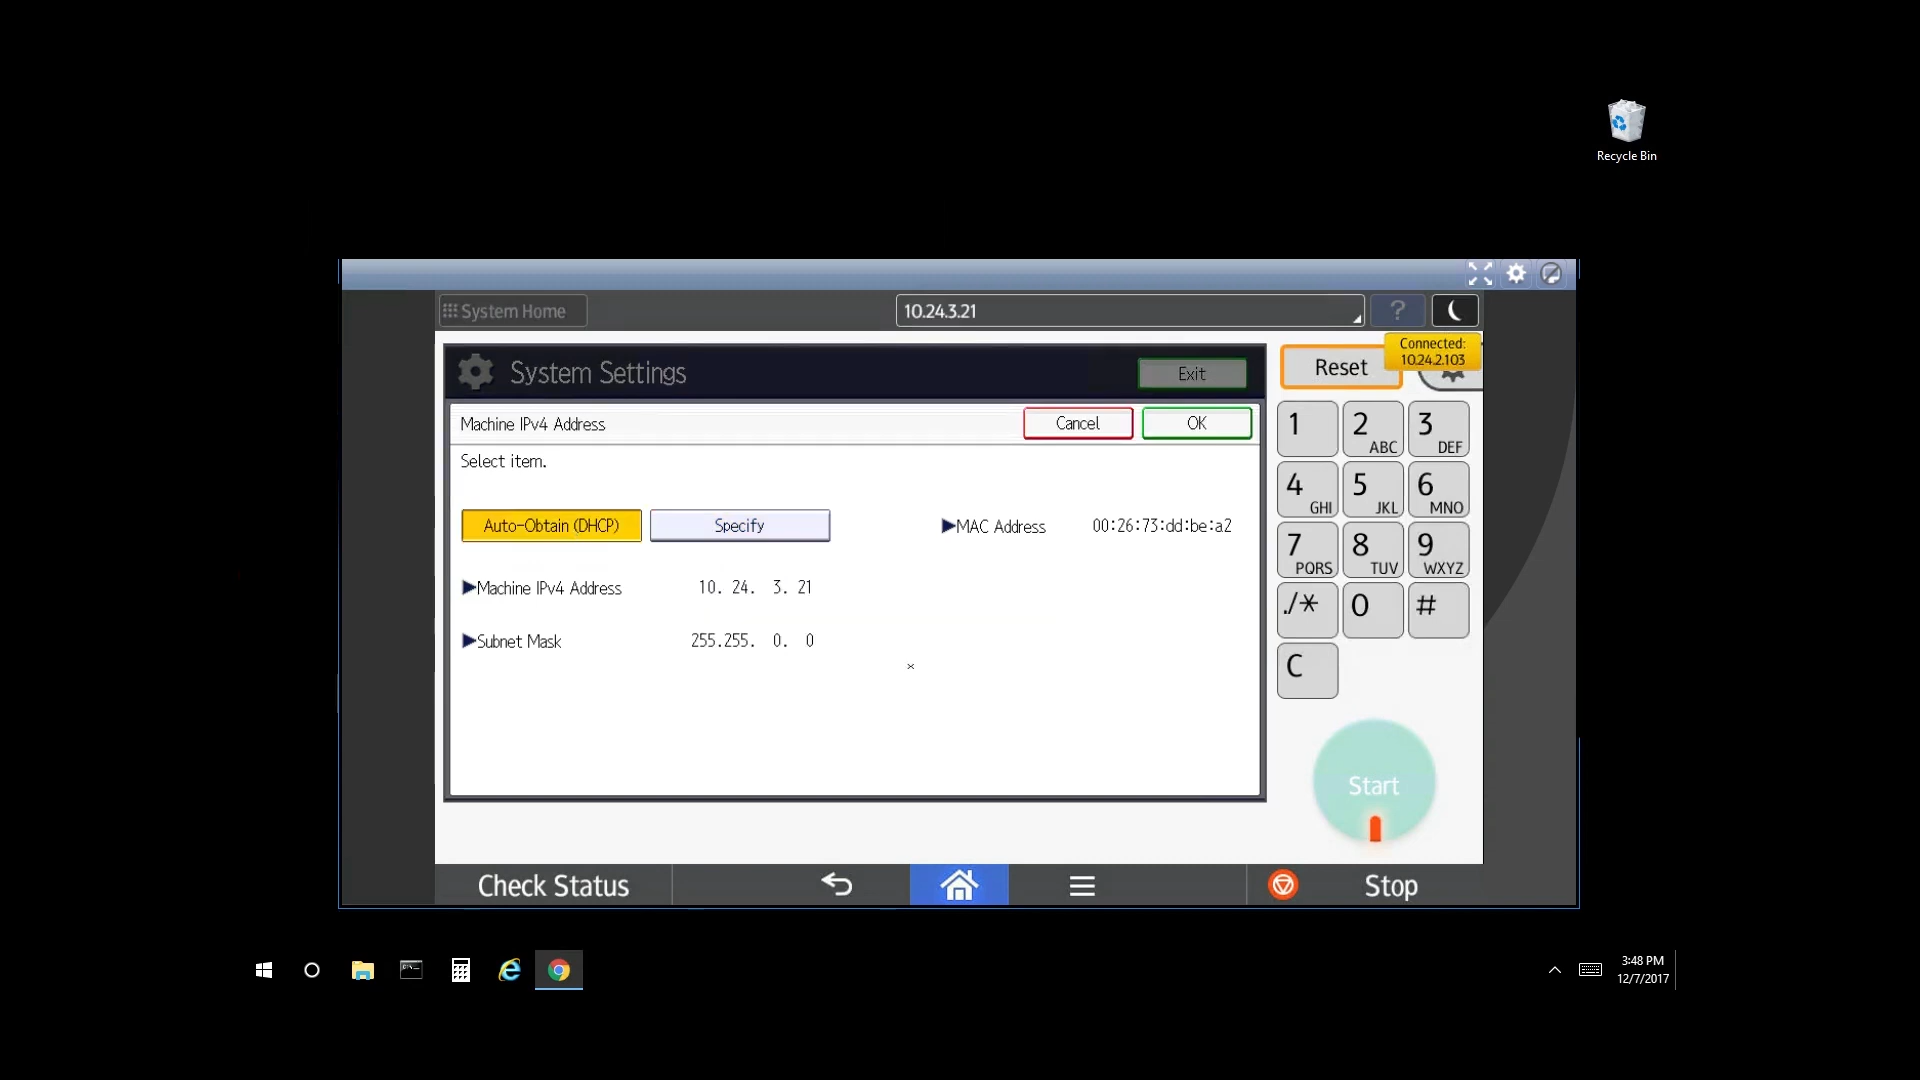 Recycle Bin
System Home
10.24.3.21
?
Connected:
10.24.2.103
System Settings
Exit
Reset
Machine IPv4 Address
Cancel
OK
Select item.
Auto-Obtain (DHCP)
Specify
▶MAC Address
00:26:73:dd:be:a2
▶Machine IPv4 Address
10. 24. 3. 21
▶Subnet Mask
255.255. 0. 0
1
2 ABC
3 DEF
4 GHI
5 JKL
6 MNO
7 PQRS
8 TUV
9 WXYZ
./*
0
#
C
Start
Check Status
Stop
3:48 PM
12/7/2017